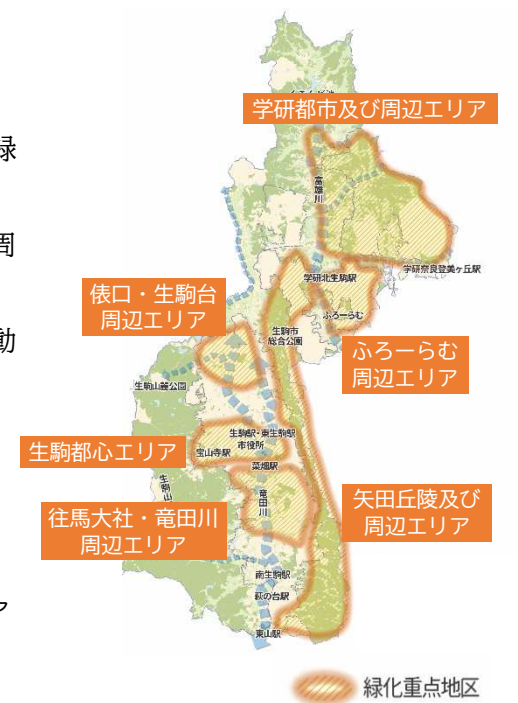 学研都市及び周辺エリア
緑
富雄川
周
学研奈良登美ヶ丘駅
学研北生駒駅
俵口・生駒台
周辺エリア
ふろーらむ
生駒市
総合公園
動
ふろーらむ
周辺エリア
生駒山麓公園
生駒駅・東生駒駅
市役所
生駒都心エリア
宝山寺駅
菜畑駅
生駒山
竜田川
矢田丘陵及び
周辺エリア
往馬大社・竜田川
周辺エリア
南生駒駅
萩の台駅
東山駅
緑化重点地区